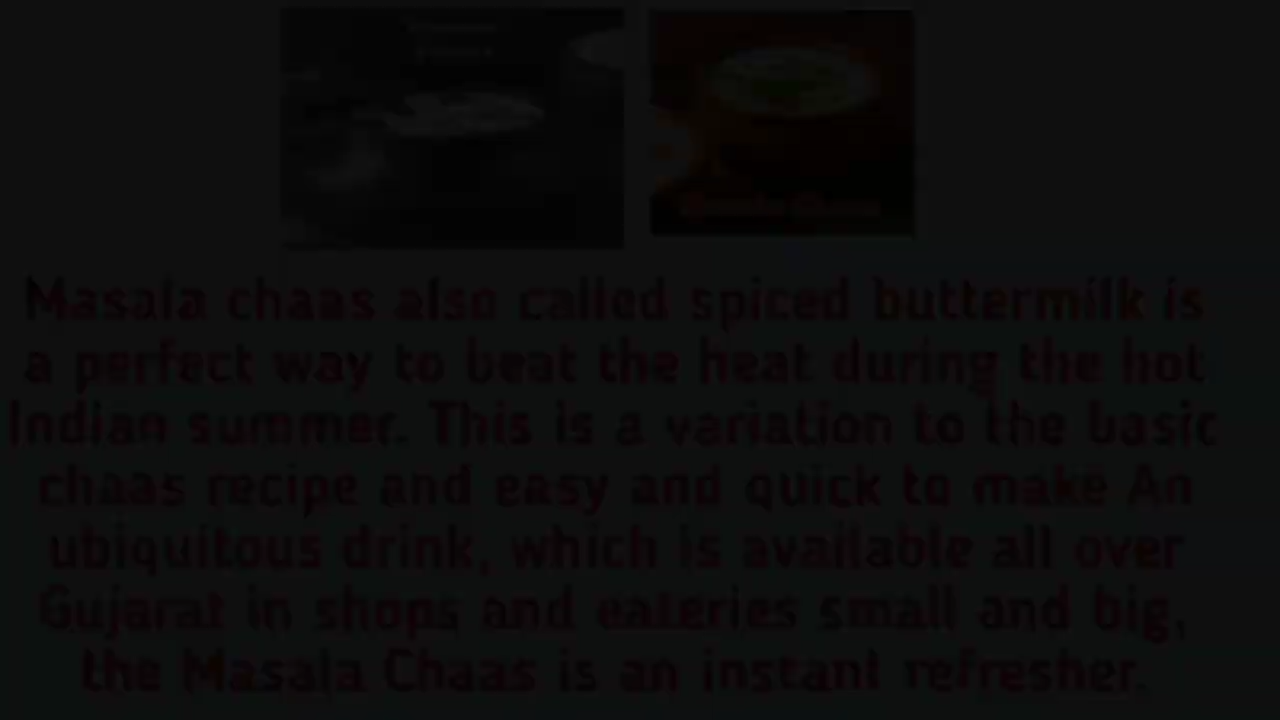 Masala chaas also called spiced buttermilk is
a perfect way to beat the heat during the hot
Indian summer. This is a variation to the basic
chaas recipe and easy and quick to make An
ubiquitous drink, which is available all over
Gujarat in shops and eateries small and big,
the Masala Chaas is an instant refresher.